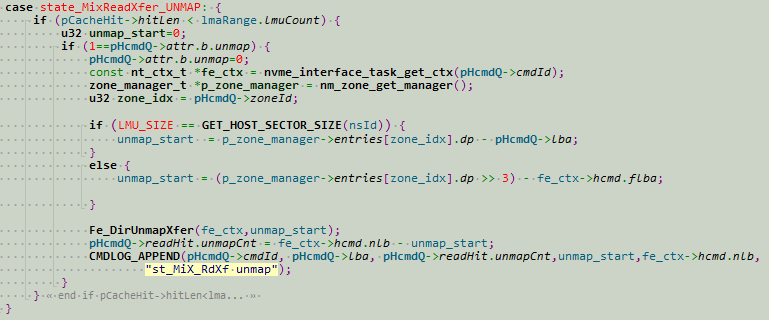 case state_MixReadXfer_UNMAP: {
if (pCacheHit->hitLen < lmaRange.lmuCount) {
u32 unmap_start=0;
if (1==pHcmdQ->attr.b.unmap) {
pHcmdQ->attr.b.unmap=0;
const nt_ctx_t *fe_ctx = nvme_interface_task_get_ctx(pHcmdQ->cmdId);
zone_manager_t *p_zone_manager = nm_zone_get_manager();
u32 zone_idx = pHcmdQ->zoneId;
if (LMU_SIZE == GET_HOST_SECTOR_SIZE(nsId)) {
unmap_start = p_zone_manager->entries[zone_idx].dp - pHcmdQ->lba;
}
else {
unmap_start = (p_zone_manager->entries[zone_idx].dp >> 3) - fe_ctx->hcmd.flba;
}
Fe_DirUnmapXfer(fe_ctx,unmap_start);
pHcmdQ->readHit.unmapCnt = fe_ctx->hcmd.nlb - unmap_start;
CMDLOG_APPEND(pHcmdQ->cmdId, pHcmdQ->lba, pHcmdQ->readHit.unmapCnt,unmap_start,fe_ctx->hcmd.nlb,
"st_MiX_RdXf unmap");
}
} « end if pCacheHit->hitLen<lma... »
}